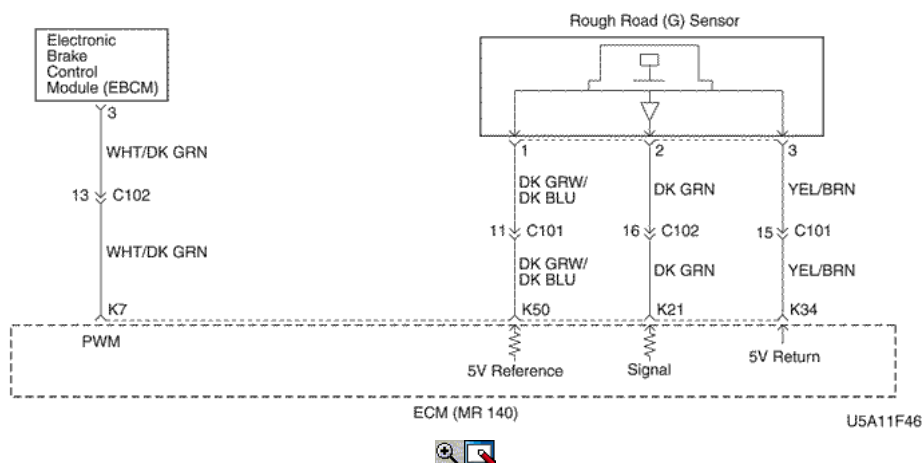 Rough Road (G) Sensor
Electronic
Brake
Control
Module (EBCM)
3
1
2
3
WHT/DK GRN
DK GRW/
DK BLU
DK GRN
YEL/BRN
13
C102
11
C101
16
C102
15
C101
WHT/DK GRN
DK GRW/
DK BLU
DK GRN
YEL/BRN
K7
K50
K21
K34
PWM
5V Reference
Signal
5V Return
ECM (MR 140)
U5A11F46